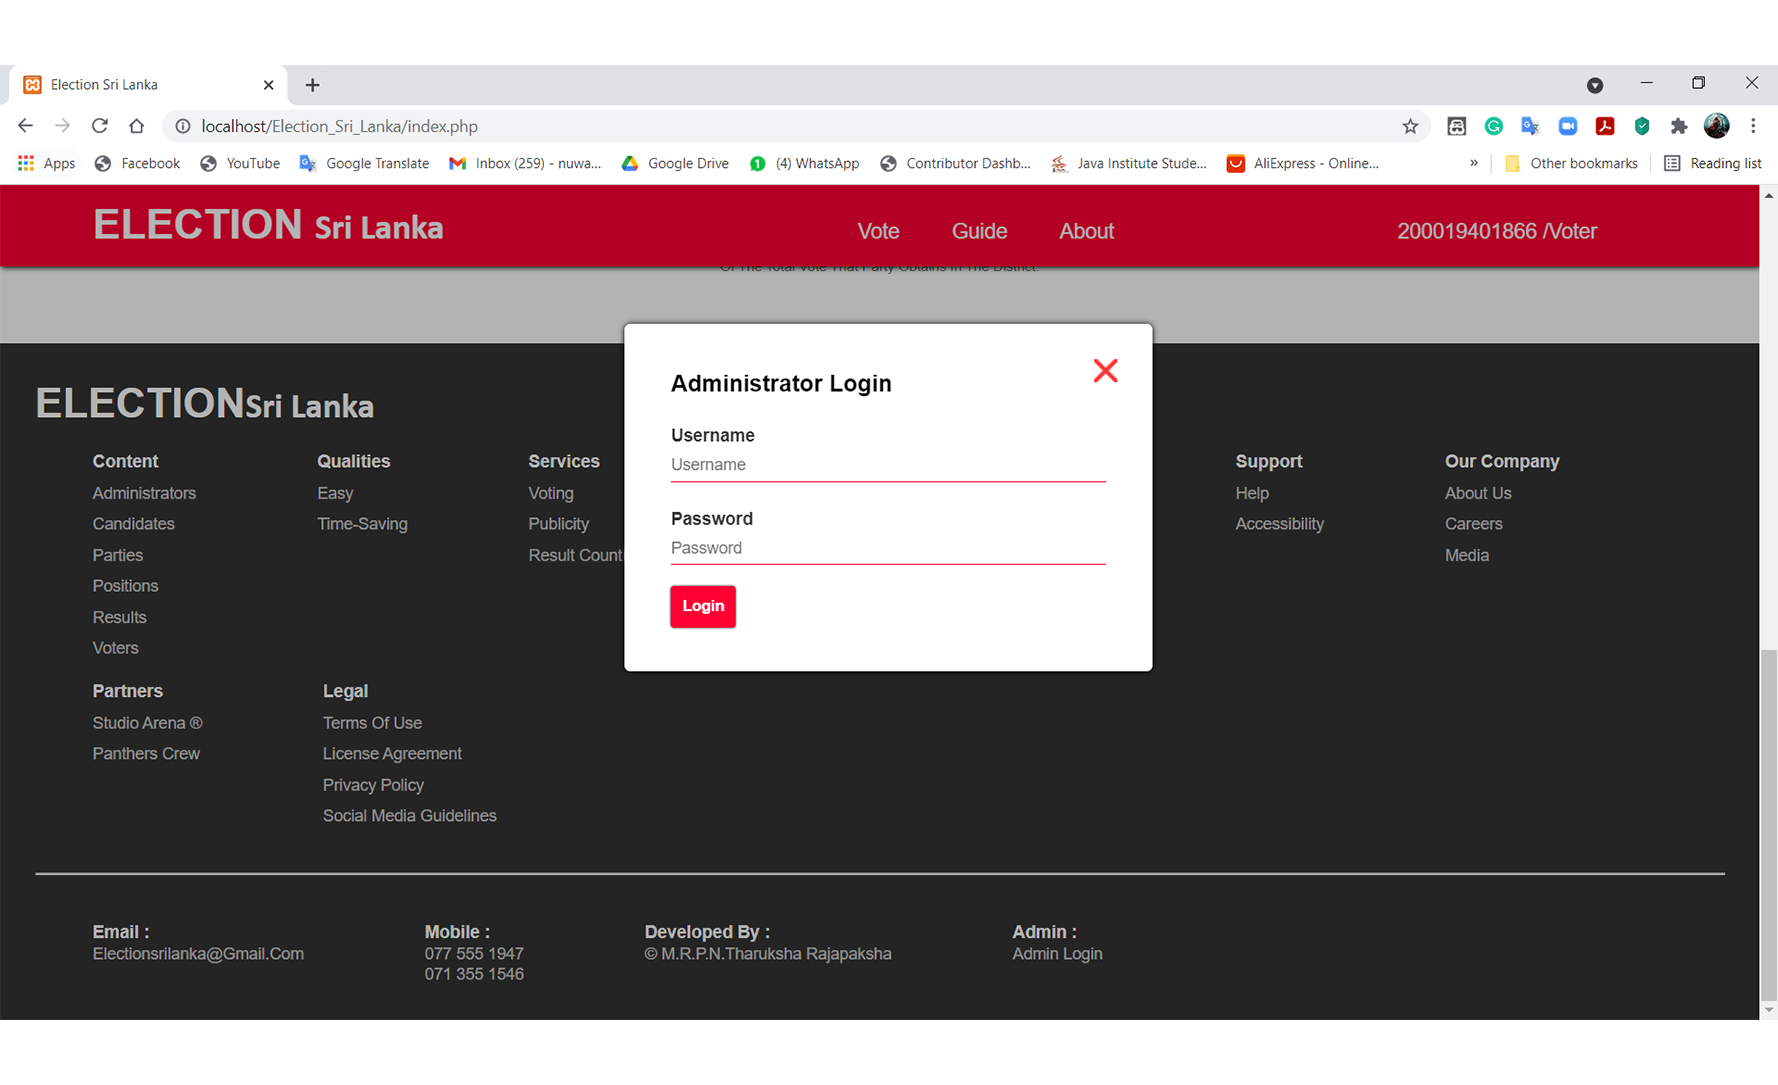 Election Sri Lanka
localhost/Election_Sri_Lanka/index.php
Apps Facebook YouTube Google Translate Inbox (259) - nuwa... Google Drive (4) WhatsApp Contributor Dashb... Java Institute Stude... AliExpress - Online... » Other bookmarks Reading list
ELECTION Sri Lanka Vote Guide About 200019401866 /Voter
Of The Total Vote That Party Obtains In The District.
Administrator Login
Username
Username
Password
Password
Login
ELECTIONSri Lanka
Content
Administrators
Candidates
Parties
Positions
Results
Voters
Qualities
Easy
Time-Saving
Services
Voting
Publicity
Result Counti
Support
Help
Accessibility
Our Company
About Us
Careers
Media
Partners
Studio Arena ®
Panthers Crew
Legal
Terms Of Use
License Agreement
Privacy Policy
Social Media Guidelines
Email :
Electionsrilanka@Gmail.Com
Mobile :
077 555 1947
071 355 1546
Developed By :
© M.R.P.N.Tharuksha Rajapaksha
Admin :
Admin Login